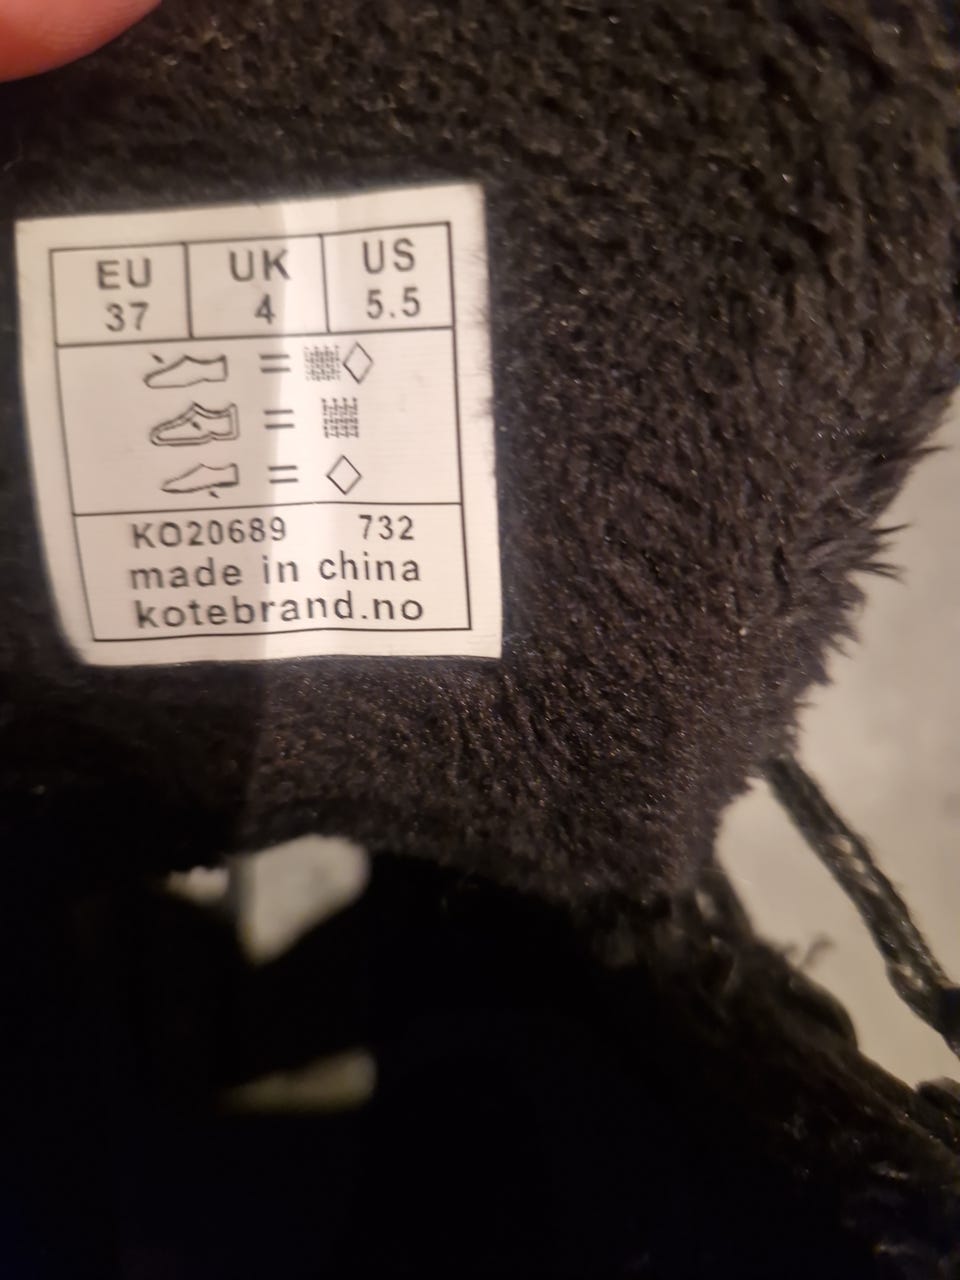 EU UK US
37 4 5.5
KO20689 732
made in china
kotebrand.no